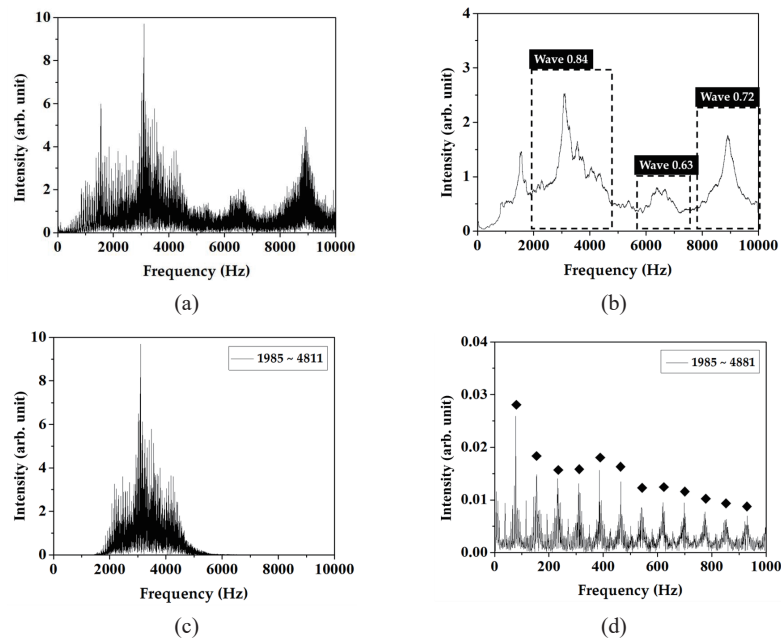 10
8
6
4
2
0
0 2000 4000 6000 8000 10000
Intensity (arb. unit)
Frequency (Hz)
(a)
4
3
2
1
0
0 2000 4000 6000 8000 10000
Intensity (arb. unit)
Frequency (Hz)
Wave 0.84
Wave 0.63
Wave 0.72
(b)
10
8
6
4
2
0
0 2000 4000 6000 8000 10000
Intensity (arb. unit)
Frequency (Hz)
1985 ~ 4811
(c)
0.04
0.03
0.02
0.01
0.00
0 200 400 600 800 1000
Intensity (arb. unit)
Frequency (Hz)
1985 ~ 4881
(d)